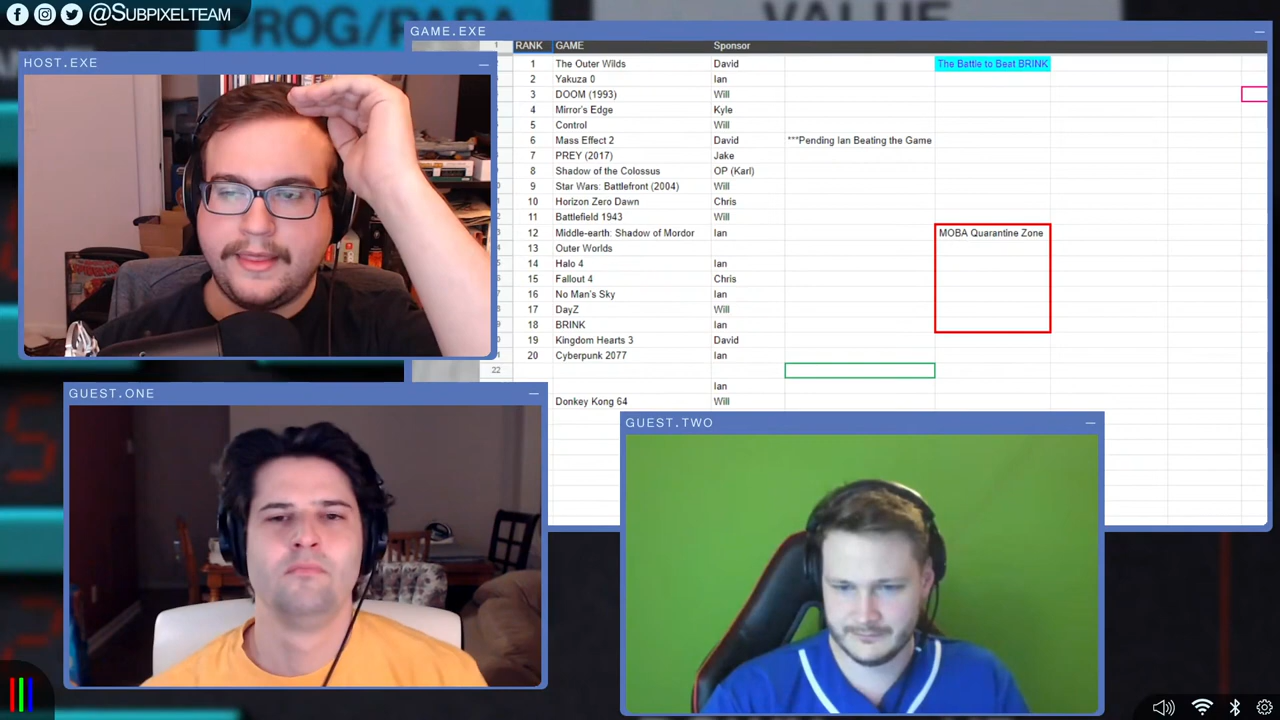 @SUBPIXELTEAM
PROG/PARA
VALUE
GAME.EXE
HOST.EXE
1 RANK GAME Sponsor
1 The Outer Wilds David The Battle to Beat BRINK
2 Yakuza 0 Ian
3 DOOM (1993) Will
4 Mirror's Edge Kyle
5 Control Will
6 Mass Effect 2 David ***Pending Ian Beating the Game
7 PREY (2017) Jake
8 Shadow of the Colossus OP (Karl)
9 Star Wars: Battlefront (2004) Will
10 Horizon Zero Dawn Chris
11 Battlefield 1943 Will
12 Middle-earth: Shadow of Mordor Ian MOBA Quarantine Zone
13 Outer Worlds
14 Halo 4 Ian
15 Fallout 4 Chris
16 No Man's Sky Ian
17 DayZ Will
18 BRINK Ian
19 Kingdom Hearts 3 David
20 Cyberpunk 2077 Ian
22
Ian
Donkey Kong 64 Will
GUEST.ONE
GUEST.TWO